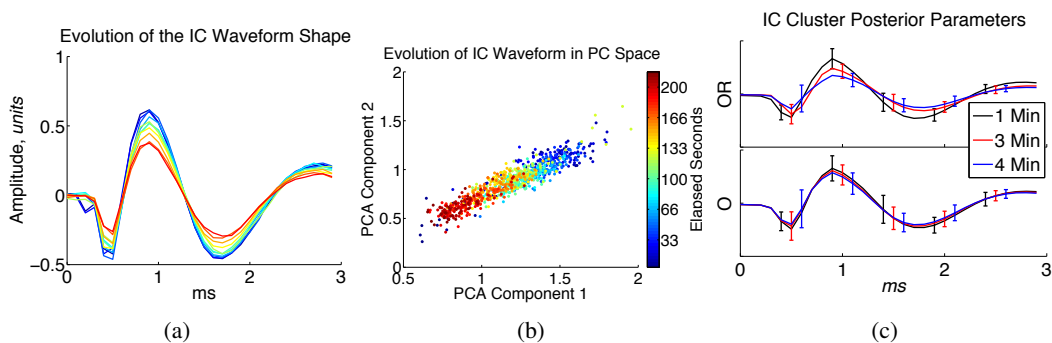 Evolution of the IC Waveform Shape
1
0.5
0
−0.5
Amplitude, units
0
1
2
3
ms
(a)
Evolution of IC Waveform in PC Space
2
1.5
1
0.5
0
PCA Component 2
0.5
1
1.5
2
PCA Component 1
200
166
133
100
66
33
Elapsed Seconds
(b)
IC Cluster Posterior Parameters
OR
O
1 Min
3 Min
4 Min
0
1
2
3
ms
(c)